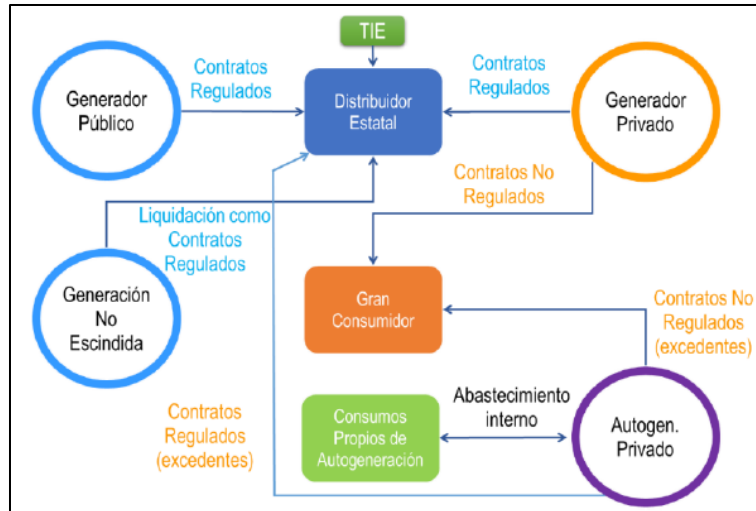 TIE
Contratos
Regulados
Contratos
Regulados
Generador
Público
Distribuidor
Estatal
Generador
Privado
Contratos No
Regulados
Liquidación como
Contratos
Regulados
Generación
No
Escindida
Gran
Consumidor
Contratos No
Regulados
(excedentes)
Contratos
Regulados
(excedentes)
Consumos
Propios de
Autogeneración
Abastecimiento
interno
Autogen.
Privado